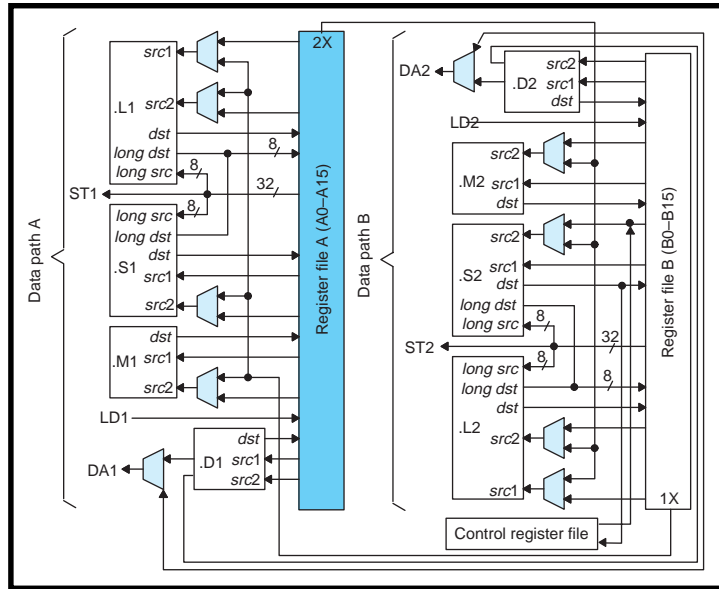 Data path A
src1
.L1
src2
dst
long dst
8
long src
8
ST1
32
8
long src
long dst
dst
.S1
src1
src2
dst
.M1
src1
src2
LD1
dst
.D1
src1
src2
DA1
2X
Register file A (A0–A15)
Data path B
DA2
src2
.D2
src1
dst
LD2
src2
.M2
src1
dst
src2
.S2
src1
dst
long dst
8
long src
ST2
32
8
long src
long dst
8
dst
.L2
src2
src1
Register file B (B0–B15)
1X
Control register file